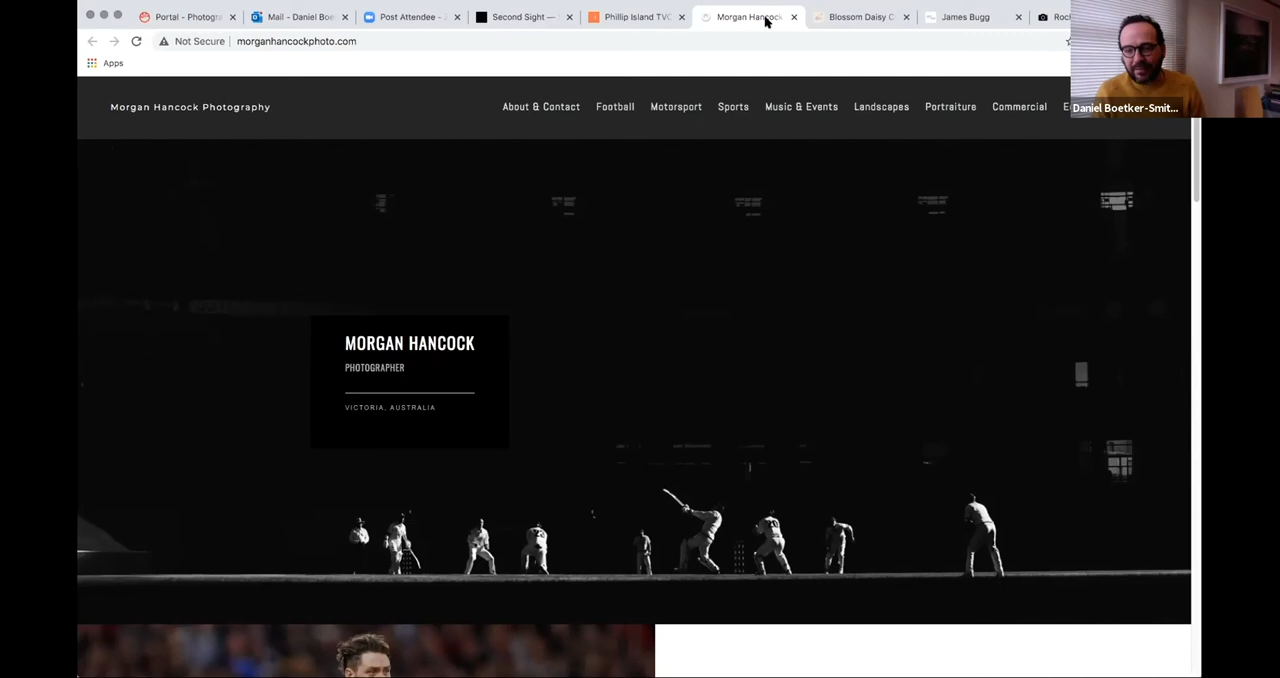 Portal - Photogra
Mail - Daniel Boe
Post Attendee -
Second Sight —
Phillip Island TVC
Morgan Hancock
Blossom Daisy C
James Bugg
Roc
Not Secure
morganhancockphoto.com
Apps
Morgan Hancock Photography
About & Contact
Football
Motorsport
Sports
Music & Events
Landscapes
Portraiture
Commercial
Daniel Boetker-Smit...
MORGAN HANCOCK
PHOTOGRAPHER
VICTORIA, AUSTRALIA